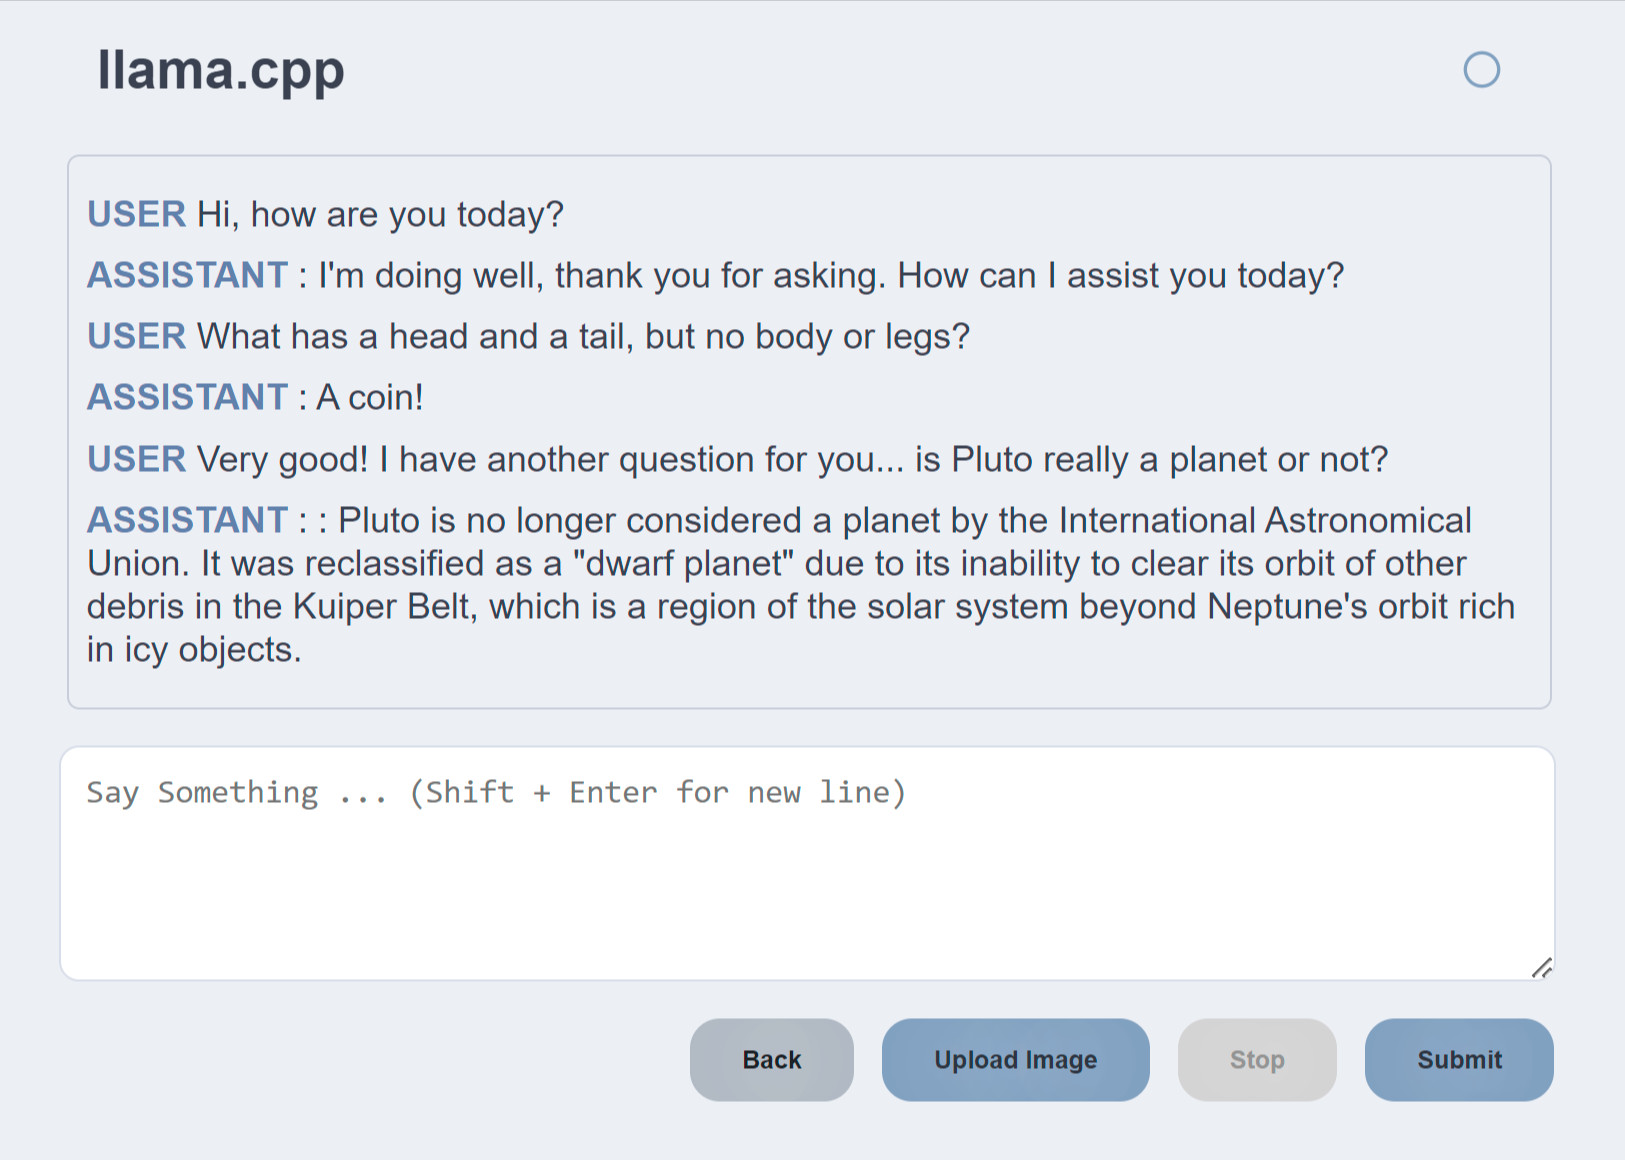 llama.cpp
USER Hi, how are you today?
ASSISTANT : I'm doing well, thank you for asking. How can I assist you today?
USER What has a head and a tail, but no body or legs?
ASSISTANT : A coin!
USER Very good! I have another question for you... is Pluto really a planet or not?
ASSISTANT : : Pluto is no longer considered a planet by the International Astronomical
Union. It was reclassified as a "dwarf planet" due to its inability to clear its orbit of other
debris in the Kuiper Belt, which is a region of the solar system beyond Neptune's orbit rich
in icy objects.
Say Something ... (Shift + Enter for new line)
Back Upload Image Stop Submit